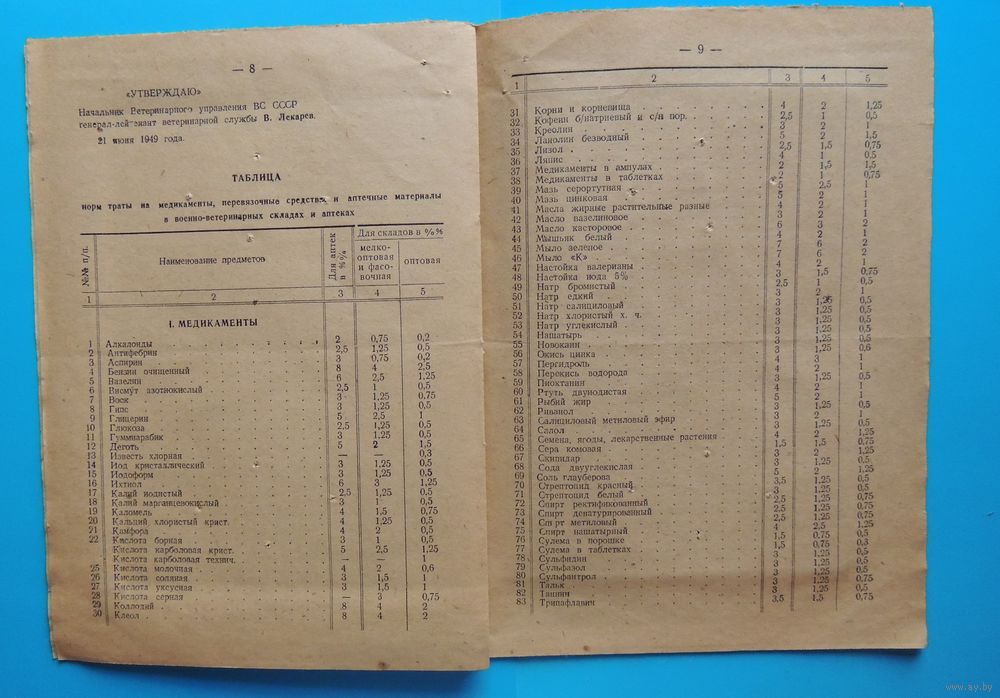 — 8 —
«УТВЕРЖДАЮ»
Начальник Ветеринарного управления ВС СССР
генерал-лейтенант ветеринарной службы В. Лекарев.
21 июня 1949 года.
ТАБЛИЦА
норм траты на медикаменты, перевязочные средства и аптечные материалы
в военно-ветеринарных складах и аптеках
№№ п/п. Наименование предметов Для аптек в %% Для складов в %%
мелко-оптовая и фасовочная оптовая
1 2 3 4 5
I. МЕДИКАМЕНТЫ
1 Алкалоиды 2 0,75 0,2
2 Антифебрин 2,5 1,25 0,5
3 Аспирин 3 0,75 0,2
4 Бензин очищенный 8 4 2,5
5 Вазелин 6 2,5 1,25
6 Висмут азотнокислый 2,5 1 0,5
7 Воск 3 1,25 0,75
8 Гипс 3 1,25 0,5
9 Глицерин 5 2,5 1
10 Глюкоза 2,5 1,25 0,5
11 Гуммиарабик 3 1,25 0,5
12 Деготь 5 2 1,5
13 Известь хлорная — — 0,3
14 Иод кристаллический 3 1,25 0,5
15 Иодоформ 3 1,25 0,5
16 Ихтиол 6 3 1,25
17 Калий иодистый 2,5 1,25 0,5
18 Калий марганцевокислый 3 1 0,5
19 Каломель 4 1,5 0,75
20 Кальций хлористый крист. 4 1,25 0,5
21 Камфора 4 2 0,5
22 Кислота борная 3 1 0,5
Кислота карболовая крист. 5 2,5 1,25
Кислота карболовая технич. 1
25 Кислота молочная 4 2 0,6
26 Кислота соляная 3 1,5 1
27 Кислота уксусная 3 1,5 1
28 Кислота серная — 3 0,75
29 Коллодий 8 4 2
30 Клеол 8 4 2
— 9 —
1 2 3 4 5
31 Корни и корневища 4 2 1,25
32 Кофеин б/натриевый и с/н пор. 2,5 1 0,5
33 Креолин 3 2 1
34 Ланолин безводный 5 2 1,5
35 Лизол 2,5 1,5 0,75
36 Ляпис 4 1 0,5
37 Медикаменты в ампулах 2 1,5 1,5
38 Медикаменты в таблетках 2 1 0,75
39 Мазь серортутная 5 2,5 1
40 Мазь цинковая 5 2 1
41 Масла жирные растительные разные 4 2 1
42 Масло вазелиновое 3 2 1
43 Масло касторовое 6 3 2
44 Мышьяк белый 4 2 1
45 Мыло зеленое 7 6 2
46 Мыло «К» 7 6 2
47 Настойка валерианы 4 2 1
48 Настойка иода 5% 3 1,5 0,75
49 Натр бромистый 2,5 1 0,5
50 Натр едкий 3 2 1
51 Натр салициловый 3 1,25 0,5
52 Натр хлористый х. ч. 3 1,25 0,5
53 Натр углекислый 3 1,25 0,5
54 Нашатырь 3 1,25 0,5
55 Новокаин 3 1,25 0,5
56 Окись цинка 3 1,25 0,6
57 Пергидроль 4 3 1
58 Перекись водорода 4 2 1
59 Пиоктанин 3 1,25 0,5
60 Ртуть двуиодистая 4 2 1
61 Рыбий жир 5 2 1
62 Риванол 3 1,25 0,5
63 Салициловый метиловый эфир 3 2 1
64 Салол 3 1,25 0,5
65 Семена, ягоды, лекарственные растения 4 2 1,25
66 Сера комовая 1,5 1,5 0,75
67 Скипидар 3 2 1,25
68 Сода двууглекислая 3 1,25 0,5
69 Соль глауберова 5 2 1,25
70 Стрептоцид красный 3,5 1,25 0,5
71 Стрептоцид белый 3 1,25 0,5
72 Спирт ректификованный 2,5 1,25 0,75
73 Спирт денатурированный 2,5 1,25 0,75
74 Спирт метиловый 2,5 1,25 0,75
75 Спирт нашатырный 4 2,5 1,25
76 Сулема в порошке 1,5 0,75 0,5
77 Сулема в таблетках 1,5 0,75 0,3
78 Сульфидин 3 1,25 0,5
79 Сульфазол 3 1,25 0,5
80 Сульфантрол 3 1,25 0,5
81 Тальк 3 1,25 0,75
82 Танин 3 1,25 0,5
83 Трипафлавин 3,5 1,5 0,75
www.ay.by